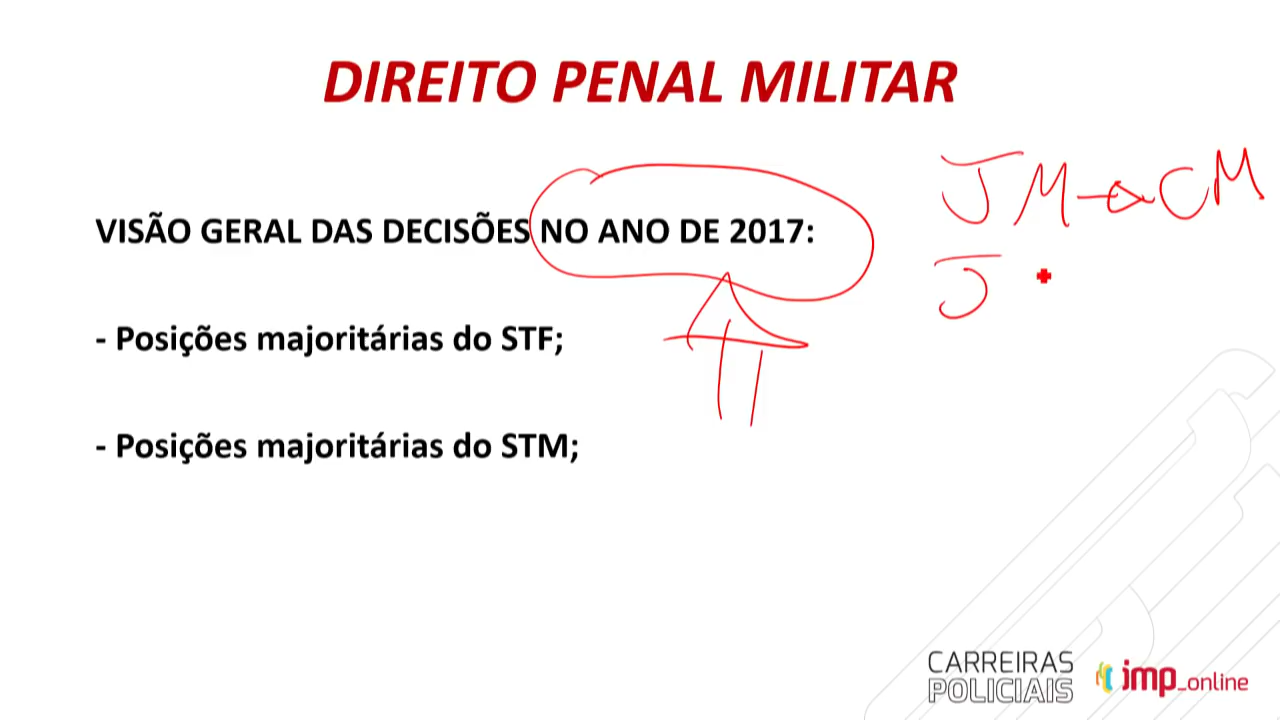 DIREITO PENAL MILITAR
JM → CM
VISÃO GERAL DAS DECISÕES NO ANO DE 2017:
J
- Posições majoritárias do STF;
- Posições majoritárias do STM;
CARREIRAS
POLICIAIS
imp_online